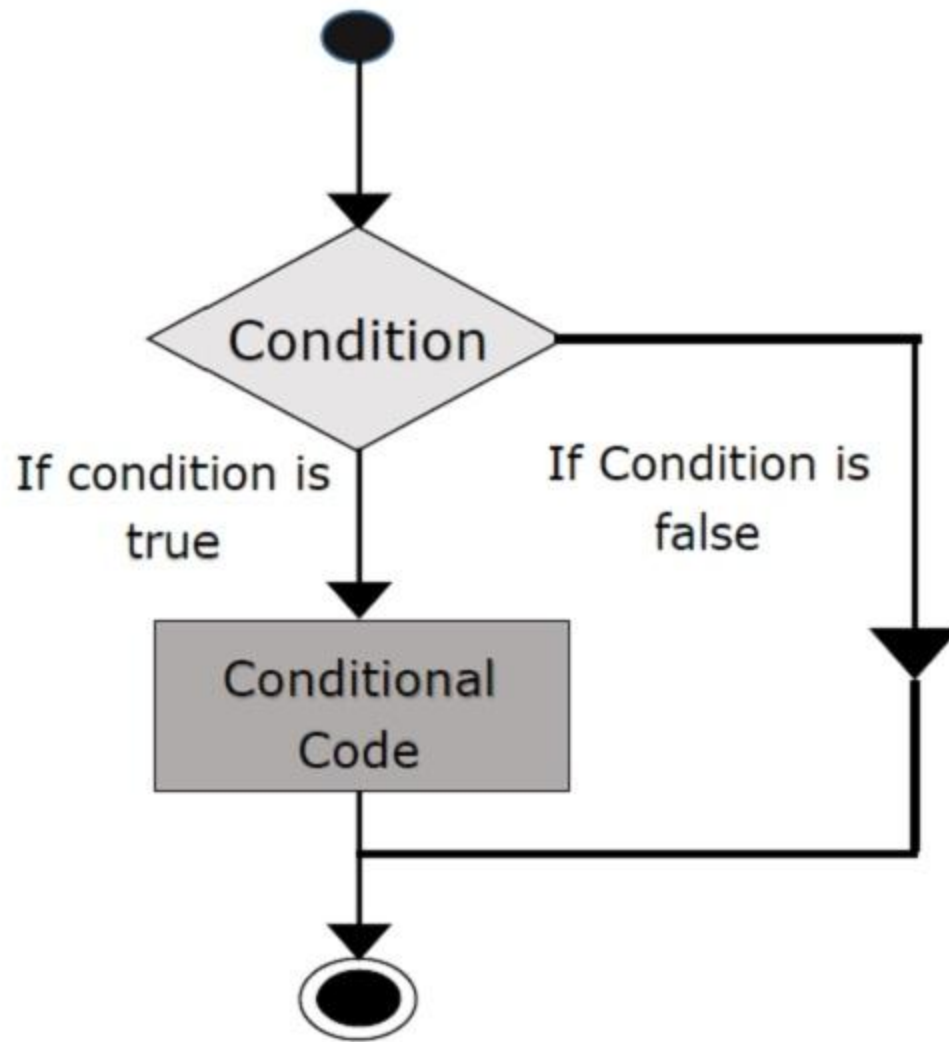 Condition
If condition is
true
If Condition is
false
Conditional
Code